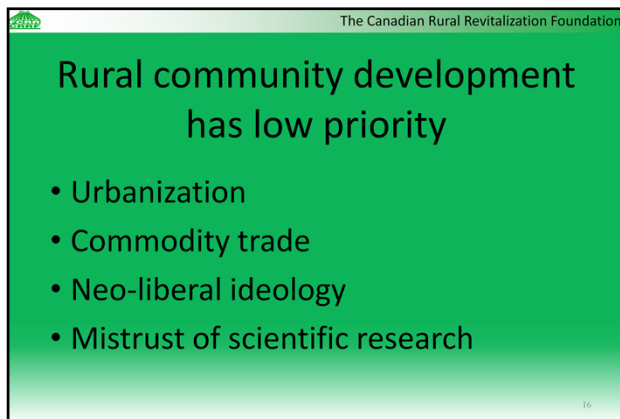 The Canadian Rural Revitalization Foundation
Rural community development
has low priority
• Urbanization
• Commodity trade
• Neo-liberal ideology
• Mistrust of scientific research
16